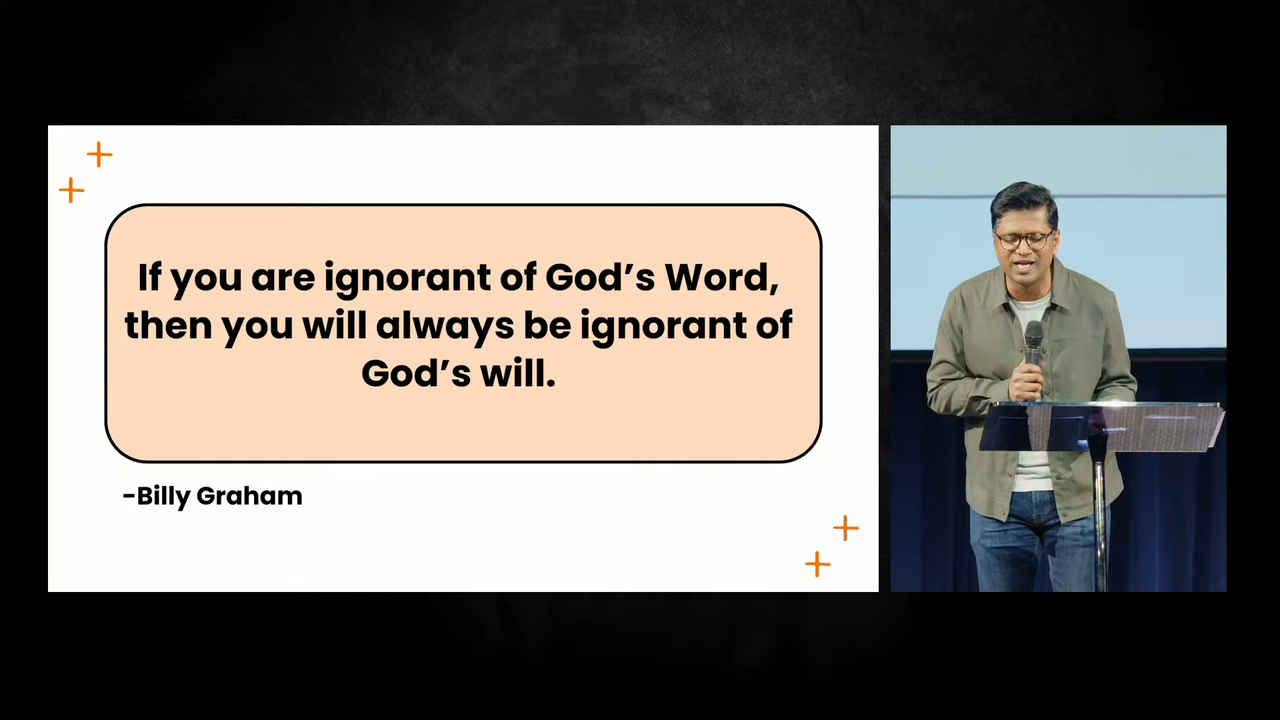 If you are ignorant of God’s Word,
then you will always be ignorant of
God’s will.
-Billy Graham